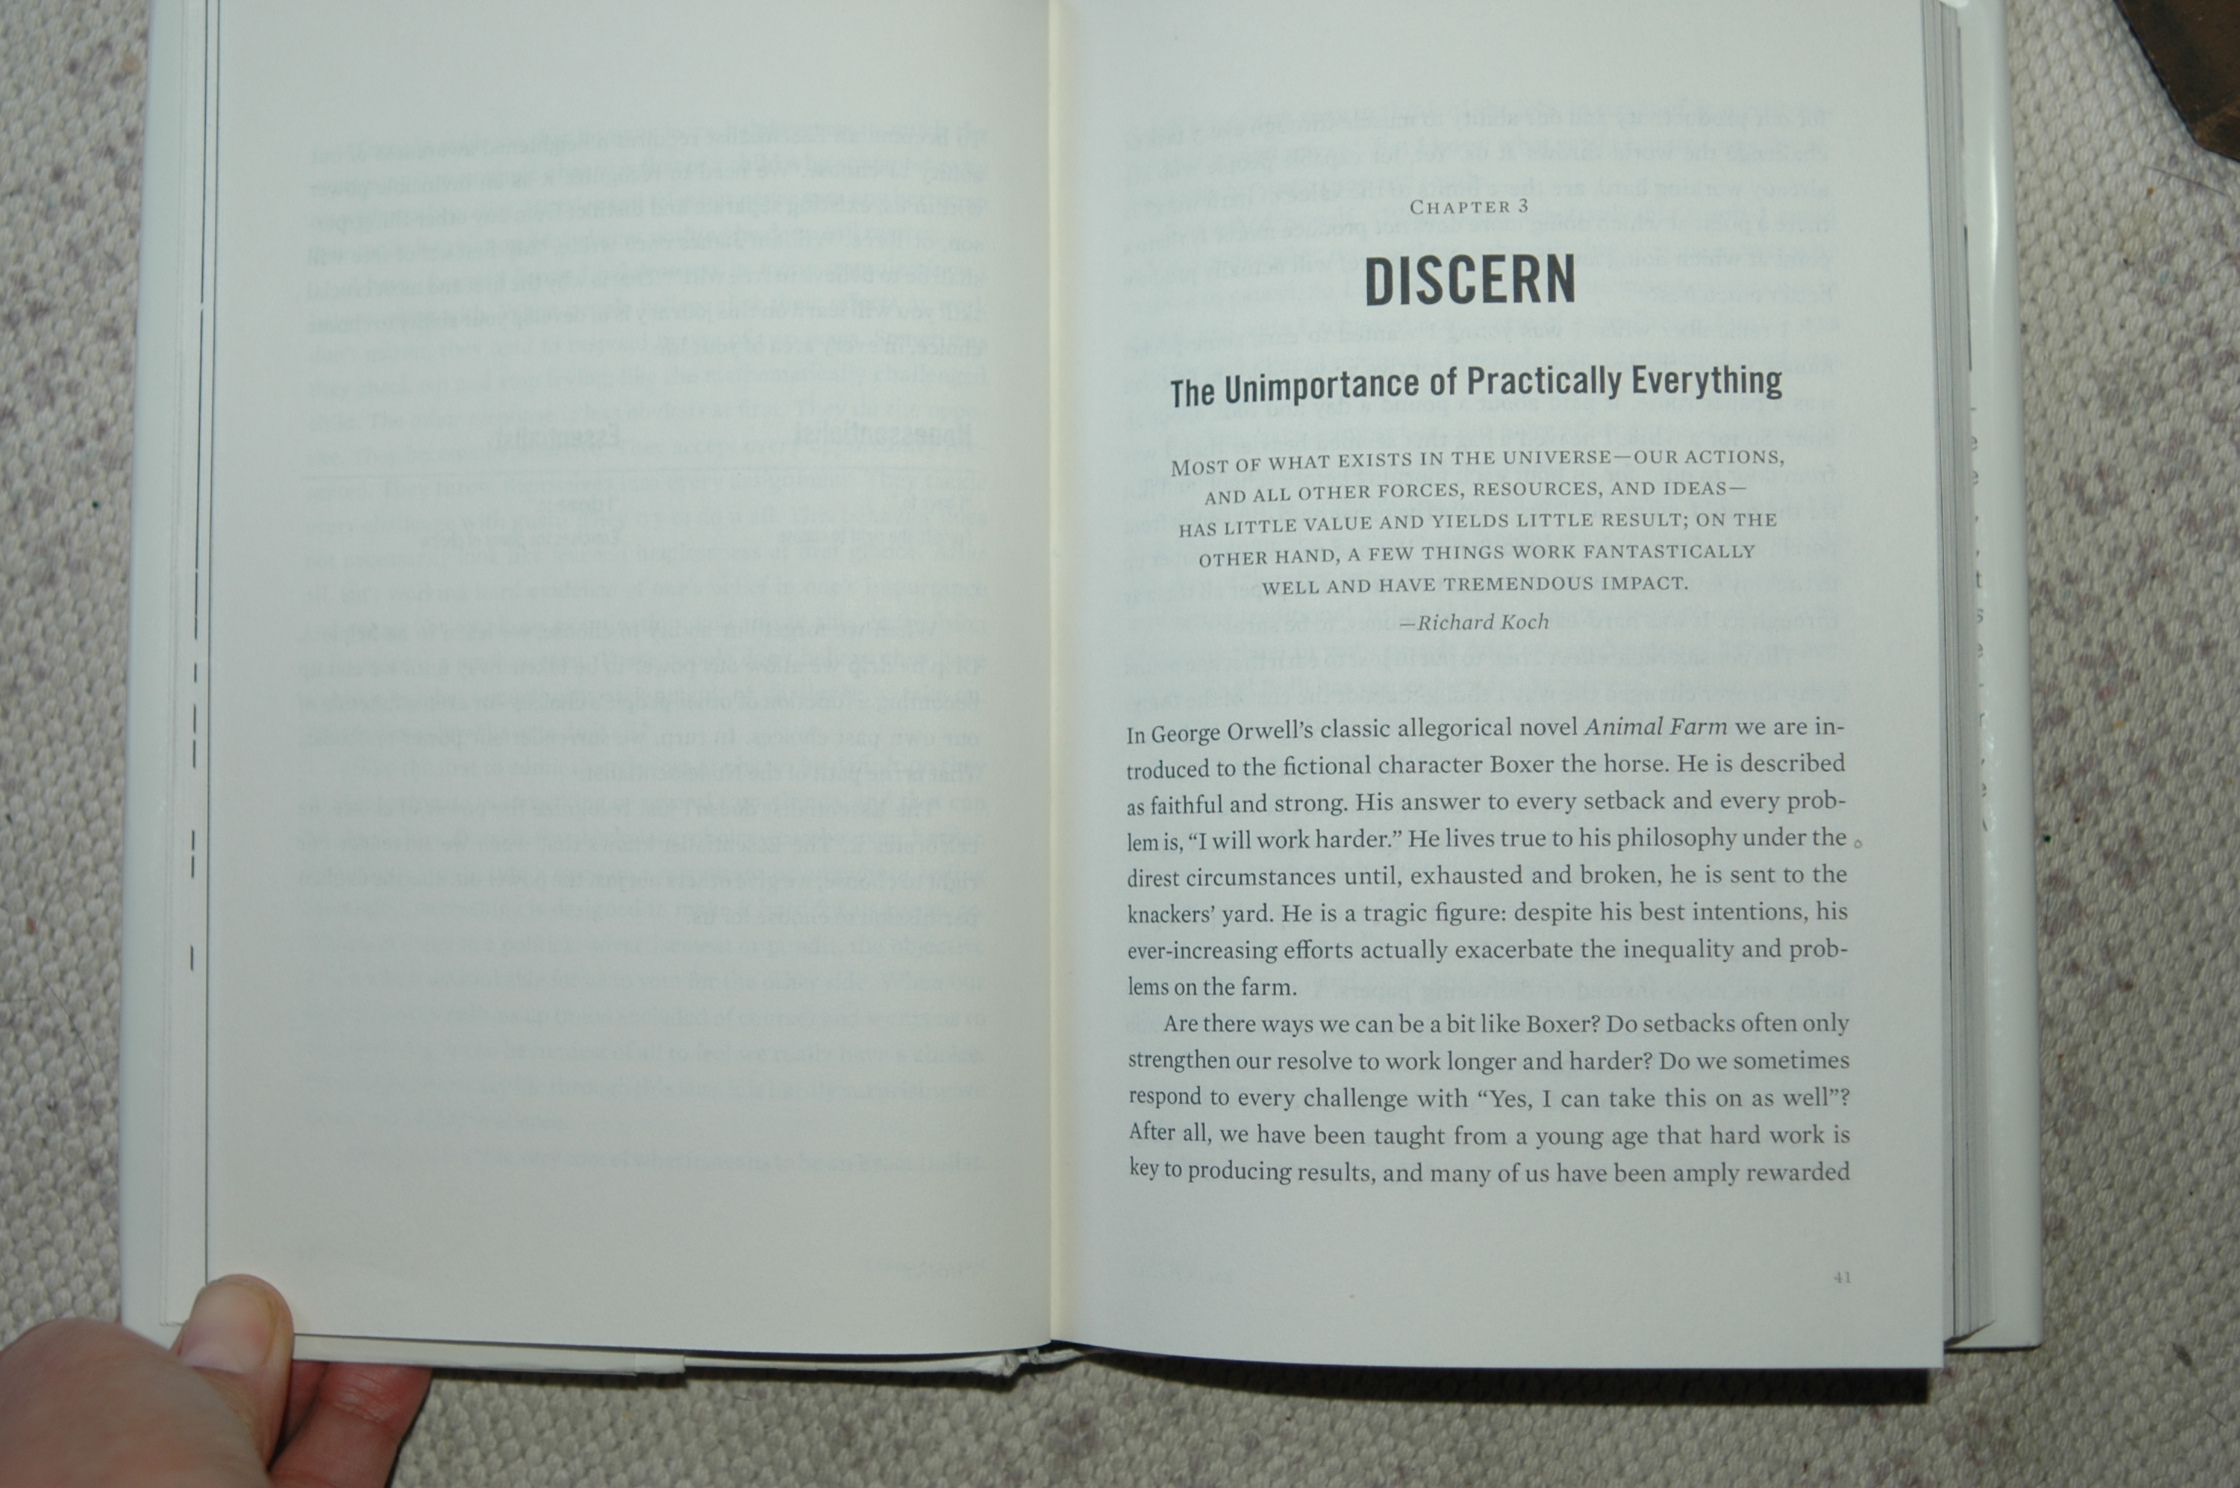 CHAPTER 3
DISCERN
The Unimportance of Practically Everything
MOST OF WHAT EXISTS IN THE UNIVERSE—OUR ACTIONS,
AND ALL OTHER FORCES, RESOURCES, AND IDEAS—
HAS LITTLE VALUE AND YIELDS LITTLE RESULT; ON THE
OTHER HAND, A FEW THINGS WORK FANTASTICALLY
WELL AND HAVE TREMENDOUS IMPACT.
—Richard Koch
In George Orwell’s classic allegorical novel Animal Farm we are in-
troduced to the fictional character Boxer the horse. He is described
as faithful and strong. His answer to every setback and every prob-
lem is, “I will work harder.” He lives true to his philosophy under the
direst circumstances until, exhausted and broken, he is sent to the
knackers’ yard. He is a tragic figure: despite his best intentions, his
ever-increasing efforts actually exacerbate the inequality and prob-
lems on the farm.
Are there ways we can be a bit like Boxer? Do setbacks often only
strengthen our resolve to work longer and harder? Do we sometimes
respond to every challenge with “Yes, I can take this on as well”?
After all, we have been taught from a young age that hard work is
key to producing results, and many of us have been amply rewarded
41